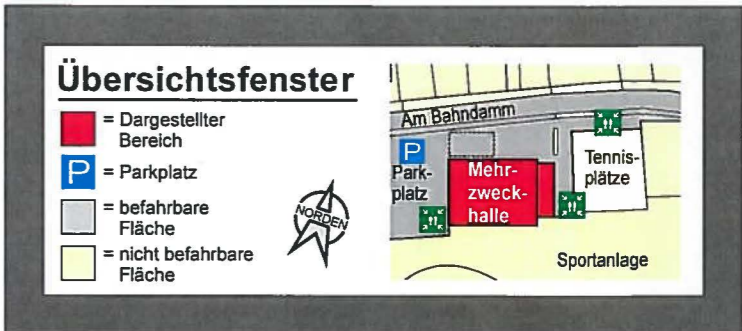 Übersichtsfenster
= Dargestellter
Bereich
P
= Parkplatz
= befahrbare
Fläche
= nicht befahrbare
Fläche
NORDEN
Am Bahndamm
P
Park-
platz
Mehr-
zweck-
halle
Tennis-
plätze
Sportanlage